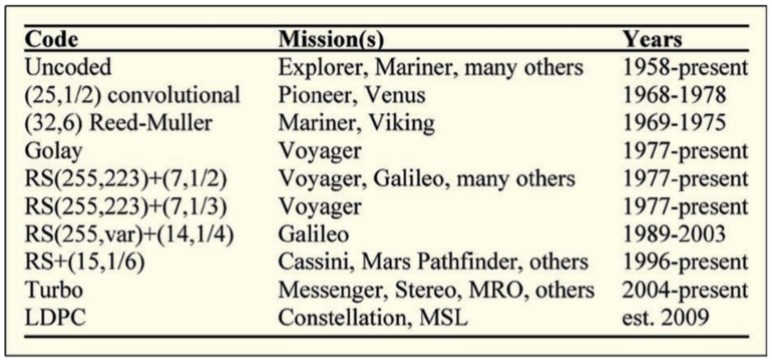 Code Mission(s) Years
Uncoded Explorer, Mariner, many others 1958-present
(25,1/2) convolutional Pioneer, Venus 1968-1978
(32,6) Reed-Muller Mariner, Viking 1969-1975
Golay Voyager 1977-present
RS(255,223)+(7,1/2) Voyager, Galileo, many others 1977-present
RS(255,223)+(7,1/3) Voyager 1977-present
RS(255,var)+(14,1/4) Galileo 1989-2003
RS+(15,1/6) Cassini, Mars Pathfinder, others 1996-present
Turbo Messenger, Stereo, MRO, others 2004-present
LDPC Constellation, MSL est. 2009